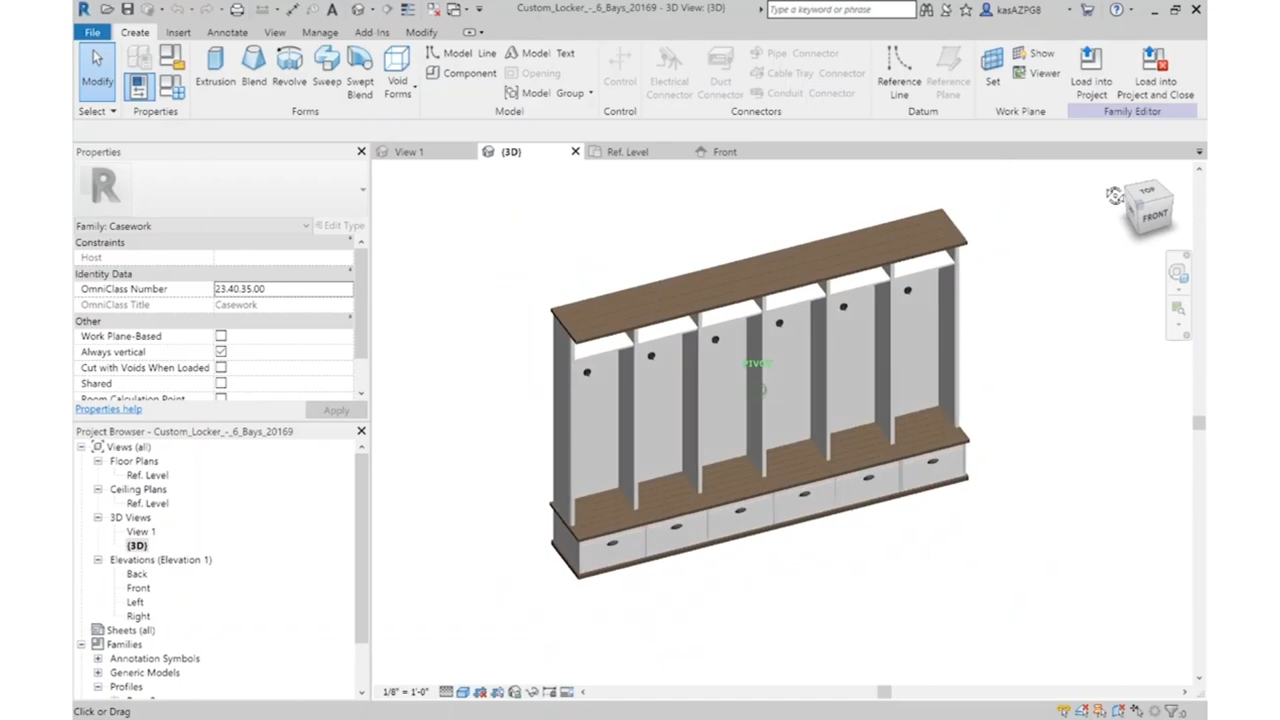 Custom_Locker_-_6_Bays_20169 - 3D View: {3D}
Type a keyword or phrase
kasAZPG8
File Create Insert Annotate View Manage Add-Ins Modify
Modify
Extrusion Blend Revolve Sweep Swept Blend Void Forms
Model Line
Component
Model Text
Opening
Model Group
Control
Electrical Connector
Duct Connector
Pipe Connector
Cable Tray Connector
Conduit Connector
Reference Line
Reference Plane
Set
Show
Viewer
Load into Project
Load into Project and Close
Select Properties Forms Model Control Connectors Datum Work Plane Family Editor
Properties
View 1 {3D} Ref. Level Front
R
TOP
FRONT
Family: Casework Edit Type
Constraints
Host
Identity Data
OmniClass Number 23.40.35.00
OmniClass Title Casework
Other
Work Plane-Based
Always vertical
Cut with Voids When Loaded
Shared
Room Calculation Point
Properties help Apply
Project Browser - Custom_Locker_-_6_Bays_20169
Views (all)
Floor Plans
Ref. Level
Ceiling Plans
Ref. Level
3D Views
View 1
{3D}
Elevations (Elevation 1)
Back
Front
Left
Right
Sheets (all)
Families
Annotation Symbols
Generic Models
Profiles
1/8" = 1'-0"
Click or Drag
:0